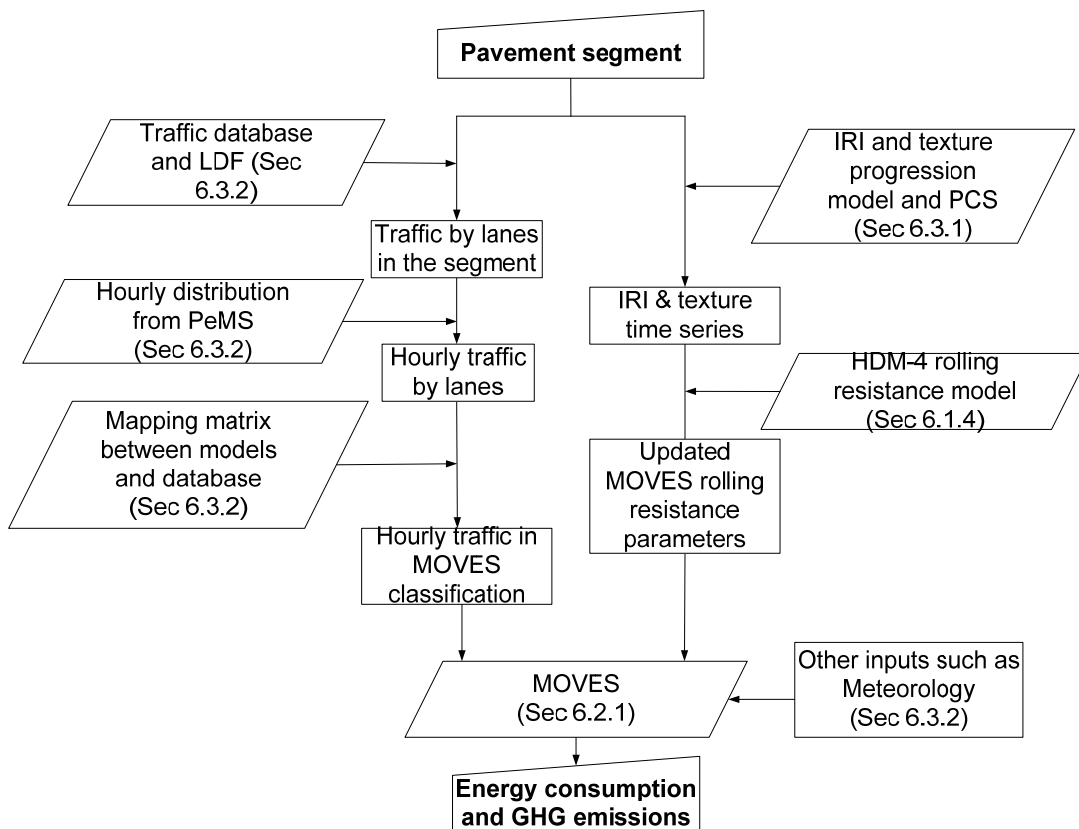 Pavement segment
Traffic database
and LDF (Sec
6.3.2)
IRI and texture
progression
model and PCS
(Sec 6.3.1)
Traffic by lanes
in the segment
Hourly distribution
from PeMS
(Sec 6.3.2)
IRI & texture
time series
Hourly traffic
by lanes
HDM-4 rolling
resistance model
(Sec 6.1.4)
Mapping matrix
between models
and database
(Sec 6.3.2)
Updated
MOVES rolling
resistance
parameters
Hourly traffic in
MOVES
classification
MOVES
(Sec 6.2.1)
Other inputs such as
Meteorology
(Sec 6.3.2)
Energy consumption
and GHG emissions